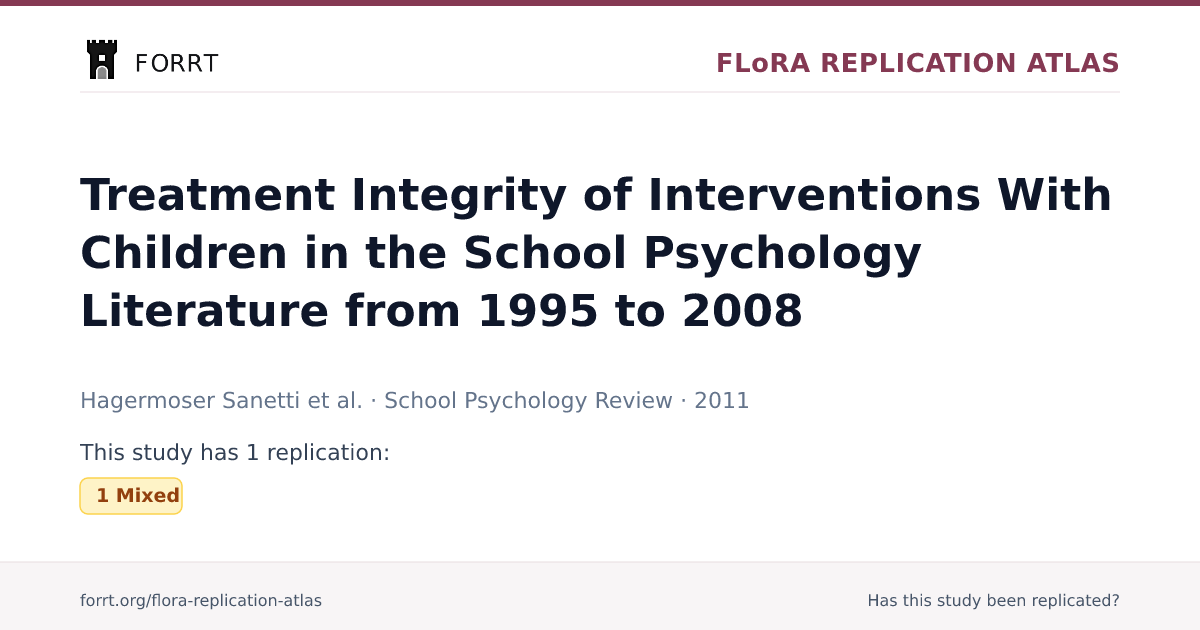 FORRT
FLoRA REPLICATION ATLAS
Treatment Integrity of Interventions With
Children in the School Psychology
Literature from 1995 to 2008
Hagermoser Sanetti et al. · School Psychology Review · 2011
This study has 1 replication:
1 Mixed
forrt.org/flora-replication-atlas
Has this study been replicated?